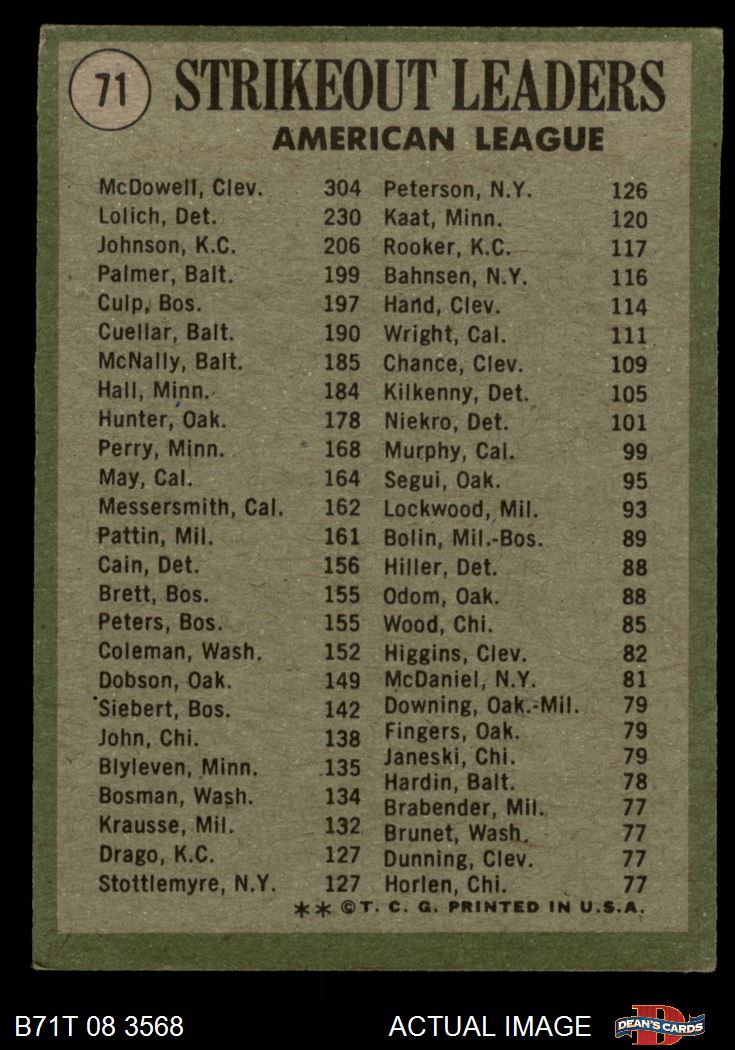 71 STRIKEOUT LEADERS
AMERICAN LEAGUE
McDowell, Clev. 304
Lolich, Det. 230
Johnson, K.C. 206
Palmer, Balt. 199
Culp, Bos. 197
Cuellar, Balt. 190
McNally, Balt. 185
Hall, Minn. 184
Hunter, Oak. 178
Perry, Minn. 168
May, Cal. 164
Messersmith, Cal. 162
Pattin, Mil. 161
Cain, Det. 156
Brett, Bos. 155
Peters, Bos. 155
Coleman, Wash. 152
Dobson, Oak. 149
Siebert, Bos. 142
John, Chi. 138
Blyleven, Minn. 135
Bosman, Wash. 134
Krausse, Mil. 132
Drago, K.C. 127
Stottlemyre, N.Y. 127
Peterson, N.Y. 126
Kaat, Minn. 120
Rooker, K.C. 117
Bahnsen, N.Y. 116
Hand, Clev. 114
Wright, Cal. 111
Chance, Clev. 109
Kilkenny, Det. 105
Niekro, Det. 101
Murphy, Cal. 99
Segui, Oak. 95
Lockwood, Mil. 93
Bolin, Mil.-Bos. 89
Hiller, Det. 88
Odom, Oak. 88
Wood, Chi. 85
Higgins, Clev. 82
McDaniel, N.Y. 81
Downing, Oak.-Mil. 79
Fingers, Oak. 79
Janeski, Chi. 79
Hardin, Balt. 78
Brabender, Mil. 77
Brunet, Wash. 77
Dunning, Clev. 77
Horlen, Chi. 77
** ©T. C. G. PRINTED IN U.S.A.
B71T 08 3568 ACTUAL IMAGE DEAN'S CARDS